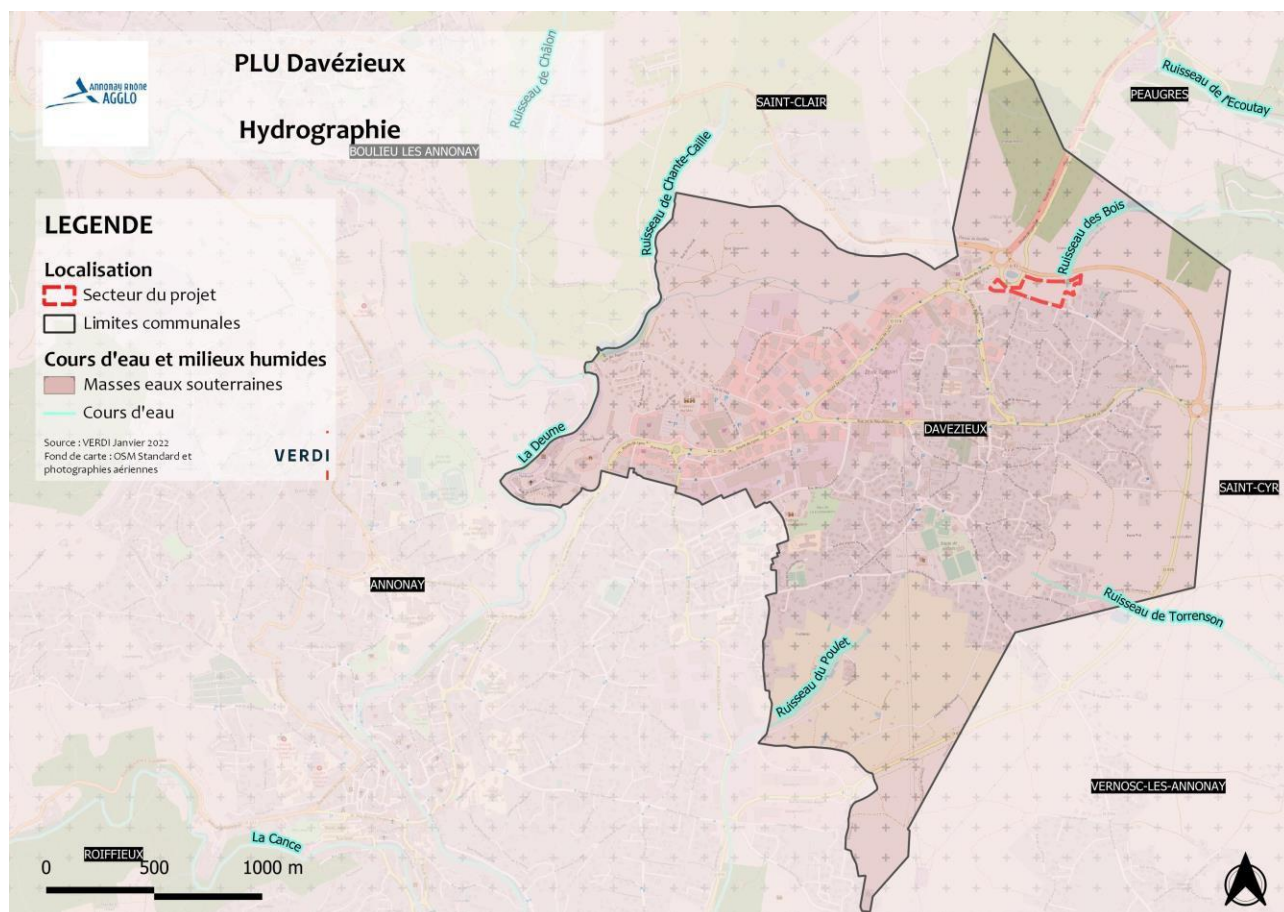 ANNONAY RHÔNE
AGGLO
PLU Davézieux
Hydrographie
BOULIEU LES ANNONAY
Ruisseau de Châlon
SAINT-CLAIR
PEAUGRES
Ruisseau de l'Ecoutay
Ruisseau de Chante-Caille
Ruisseau des Bois
LEGENDE
Localisation
Secteur du projet
Limites communales
Cours d'eau et milieux humides
Masses eaux souterraines
Cours d'eau
Source : VERDI Janvier 2022
Fond de carte : OSM Standard et
photographies aériennes
VERDI
La Deume
DAVEZIEUX
SAINT-CYR
ANNONAY
Ruisseau de Torrenson
Ruisseau du Poulet
VERNOSC-LES-ANNONAY
La Cance
ROIFFIEUX
0 500 1000 m